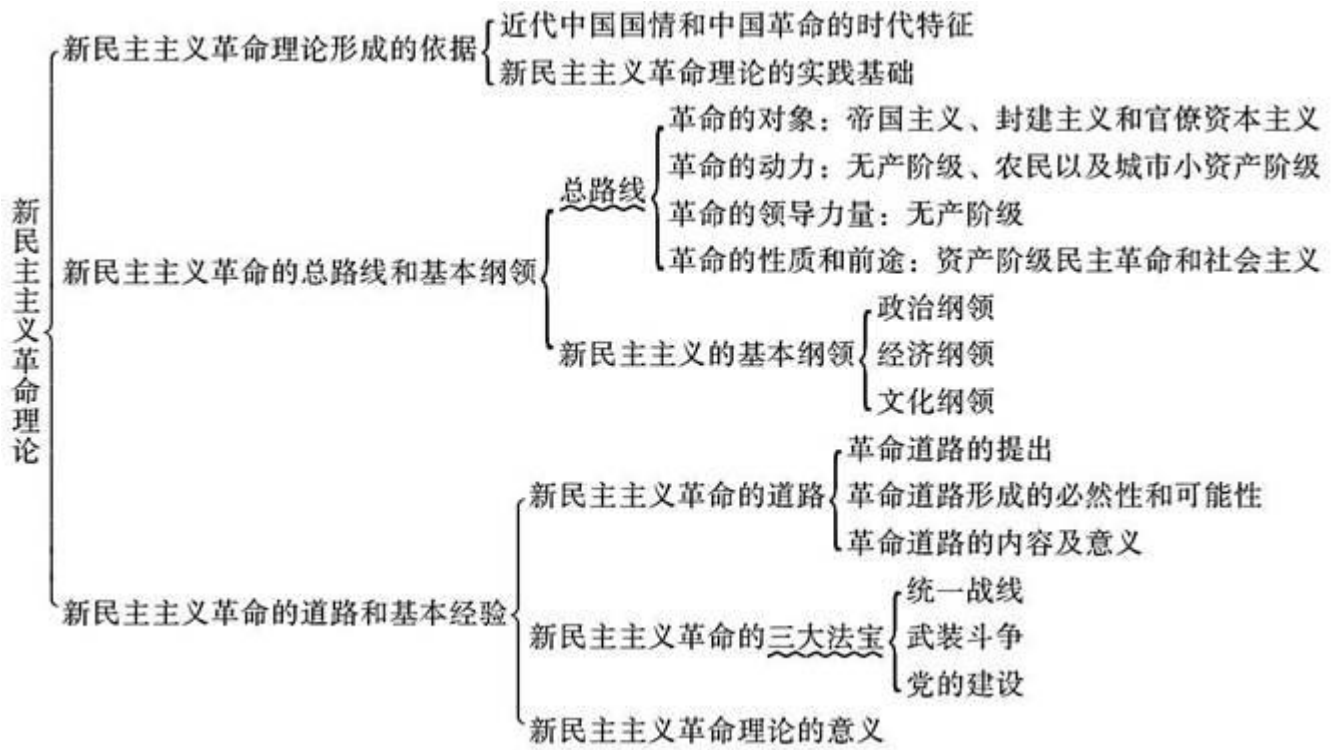 新民主主义革命理论
新民主主义革命理论形成的依据
近代中国国情和中国革命的时代特征
新民主主义革命理论的实践基础
新民主主义革命的总路线和基本纲领
总路线
革命的对象：帝国主义、封建主义和官僚资本主义
革命的动力：无产阶级、农民以及城市小资产阶级
革命的领导力量：无产阶级
革命的性质和前途：资产阶级民主革命和社会主义
新民主主义的基本纲领
政治纲领
经济纲领
文化纲领
新民主主义革命的道路和基本经验
新民主主义革命的道路
革命道路的提出
革命道路形成的必然性和可能性
革命道路的内容及意义
新民主主义革命的三大法宝
统一战线
武装斗争
党的建设
新民主主义革命理论的意义